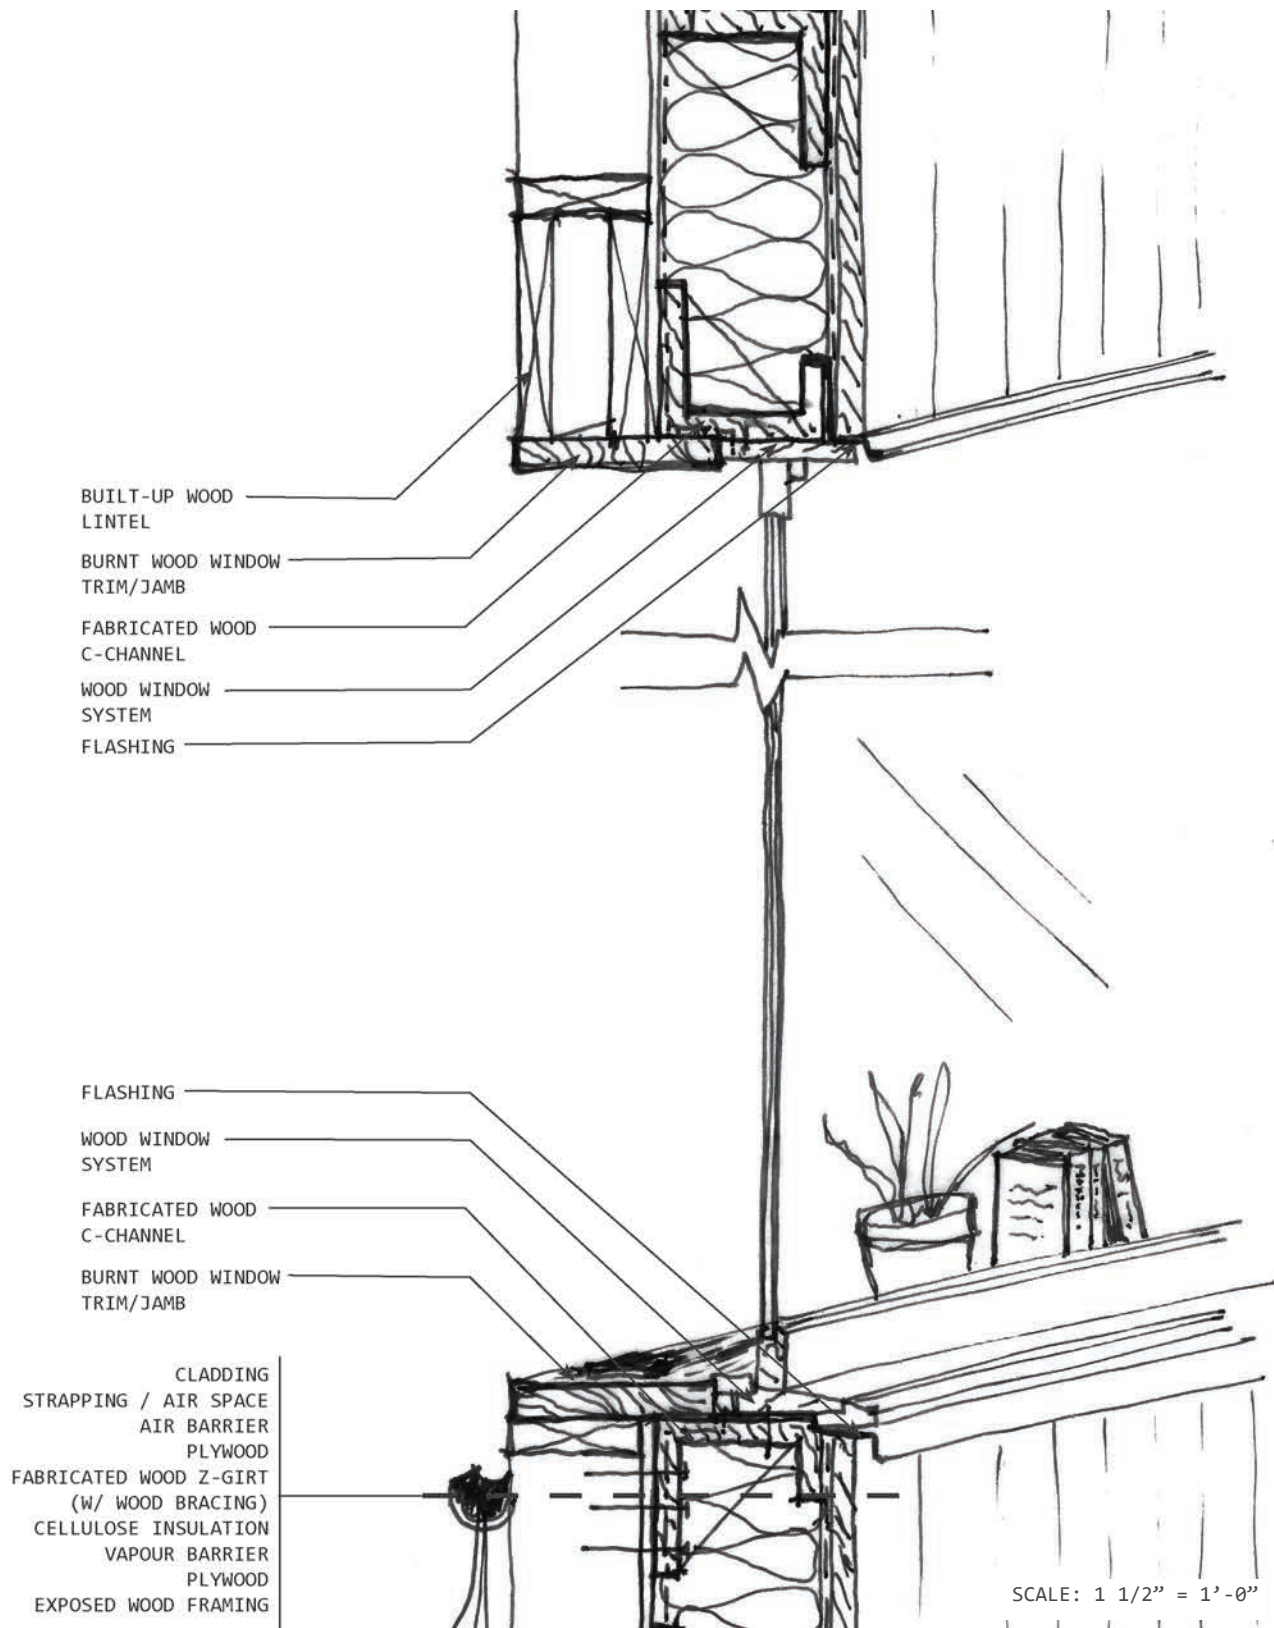 BUILT-UP WOOD
LINTEL
BURNT WOOD WINDOW
TRIM/JAMB
FABRICATED WOOD
C-CHANNEL
WOOD WINDOW
SYSTEM
FLASHING
FLASHING
WOOD WINDOW
SYSTEM
FABRICATED WOOD
C-CHANNEL
BURNT WOOD WINDOW
TRIM/JAMB
CLADDING
STRAPPING / AIR SPACE
AIR BARRIER
PLYWOOD
FABRICATED WOOD Z-GIRT
(W/ WOOD BRACING)
CELLULOSE INSULATION
VAPOUR BARRIER
PLYWOOD
EXPOSED WOOD FRAMING
SCALE: 1 1/2” = 1’-0”